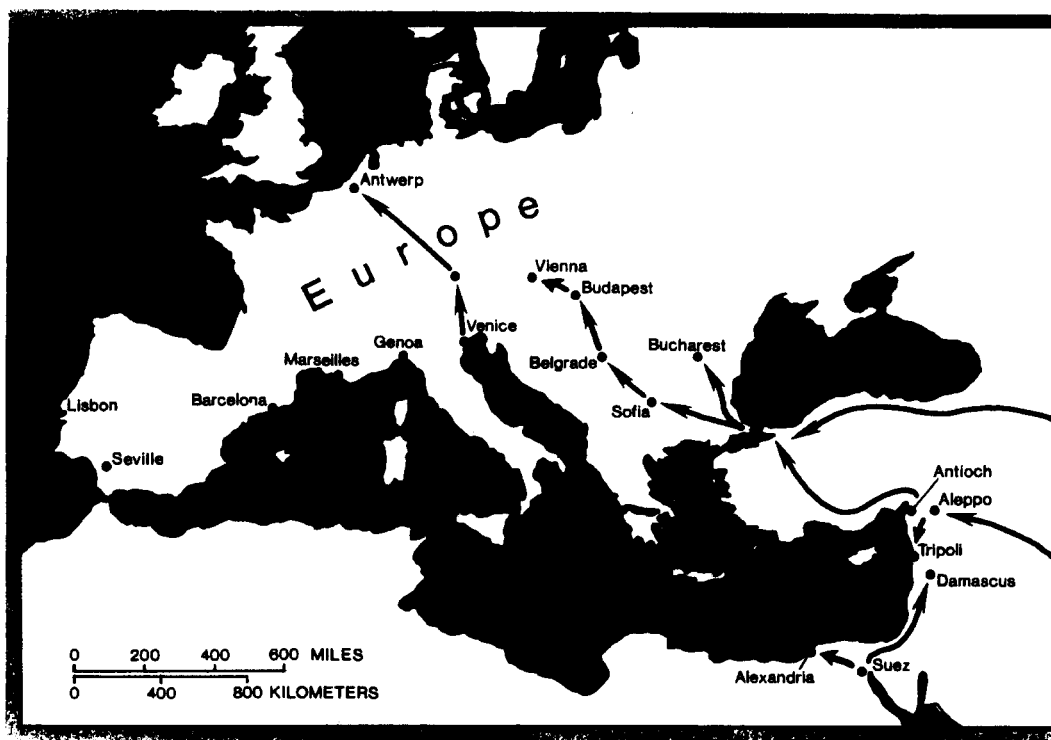 Antwerp
Europe
Vienna
Budapest
Venice
Genoa
Bucharest
Marseilles
Belgrade
Lisbon
Barcelona
Sofia
Seville
Antioch
Aleppo
Tripoli
Damascus
0 200 400 600 MILES
Suez
Alexandria
0 400 800 KILOMETERS